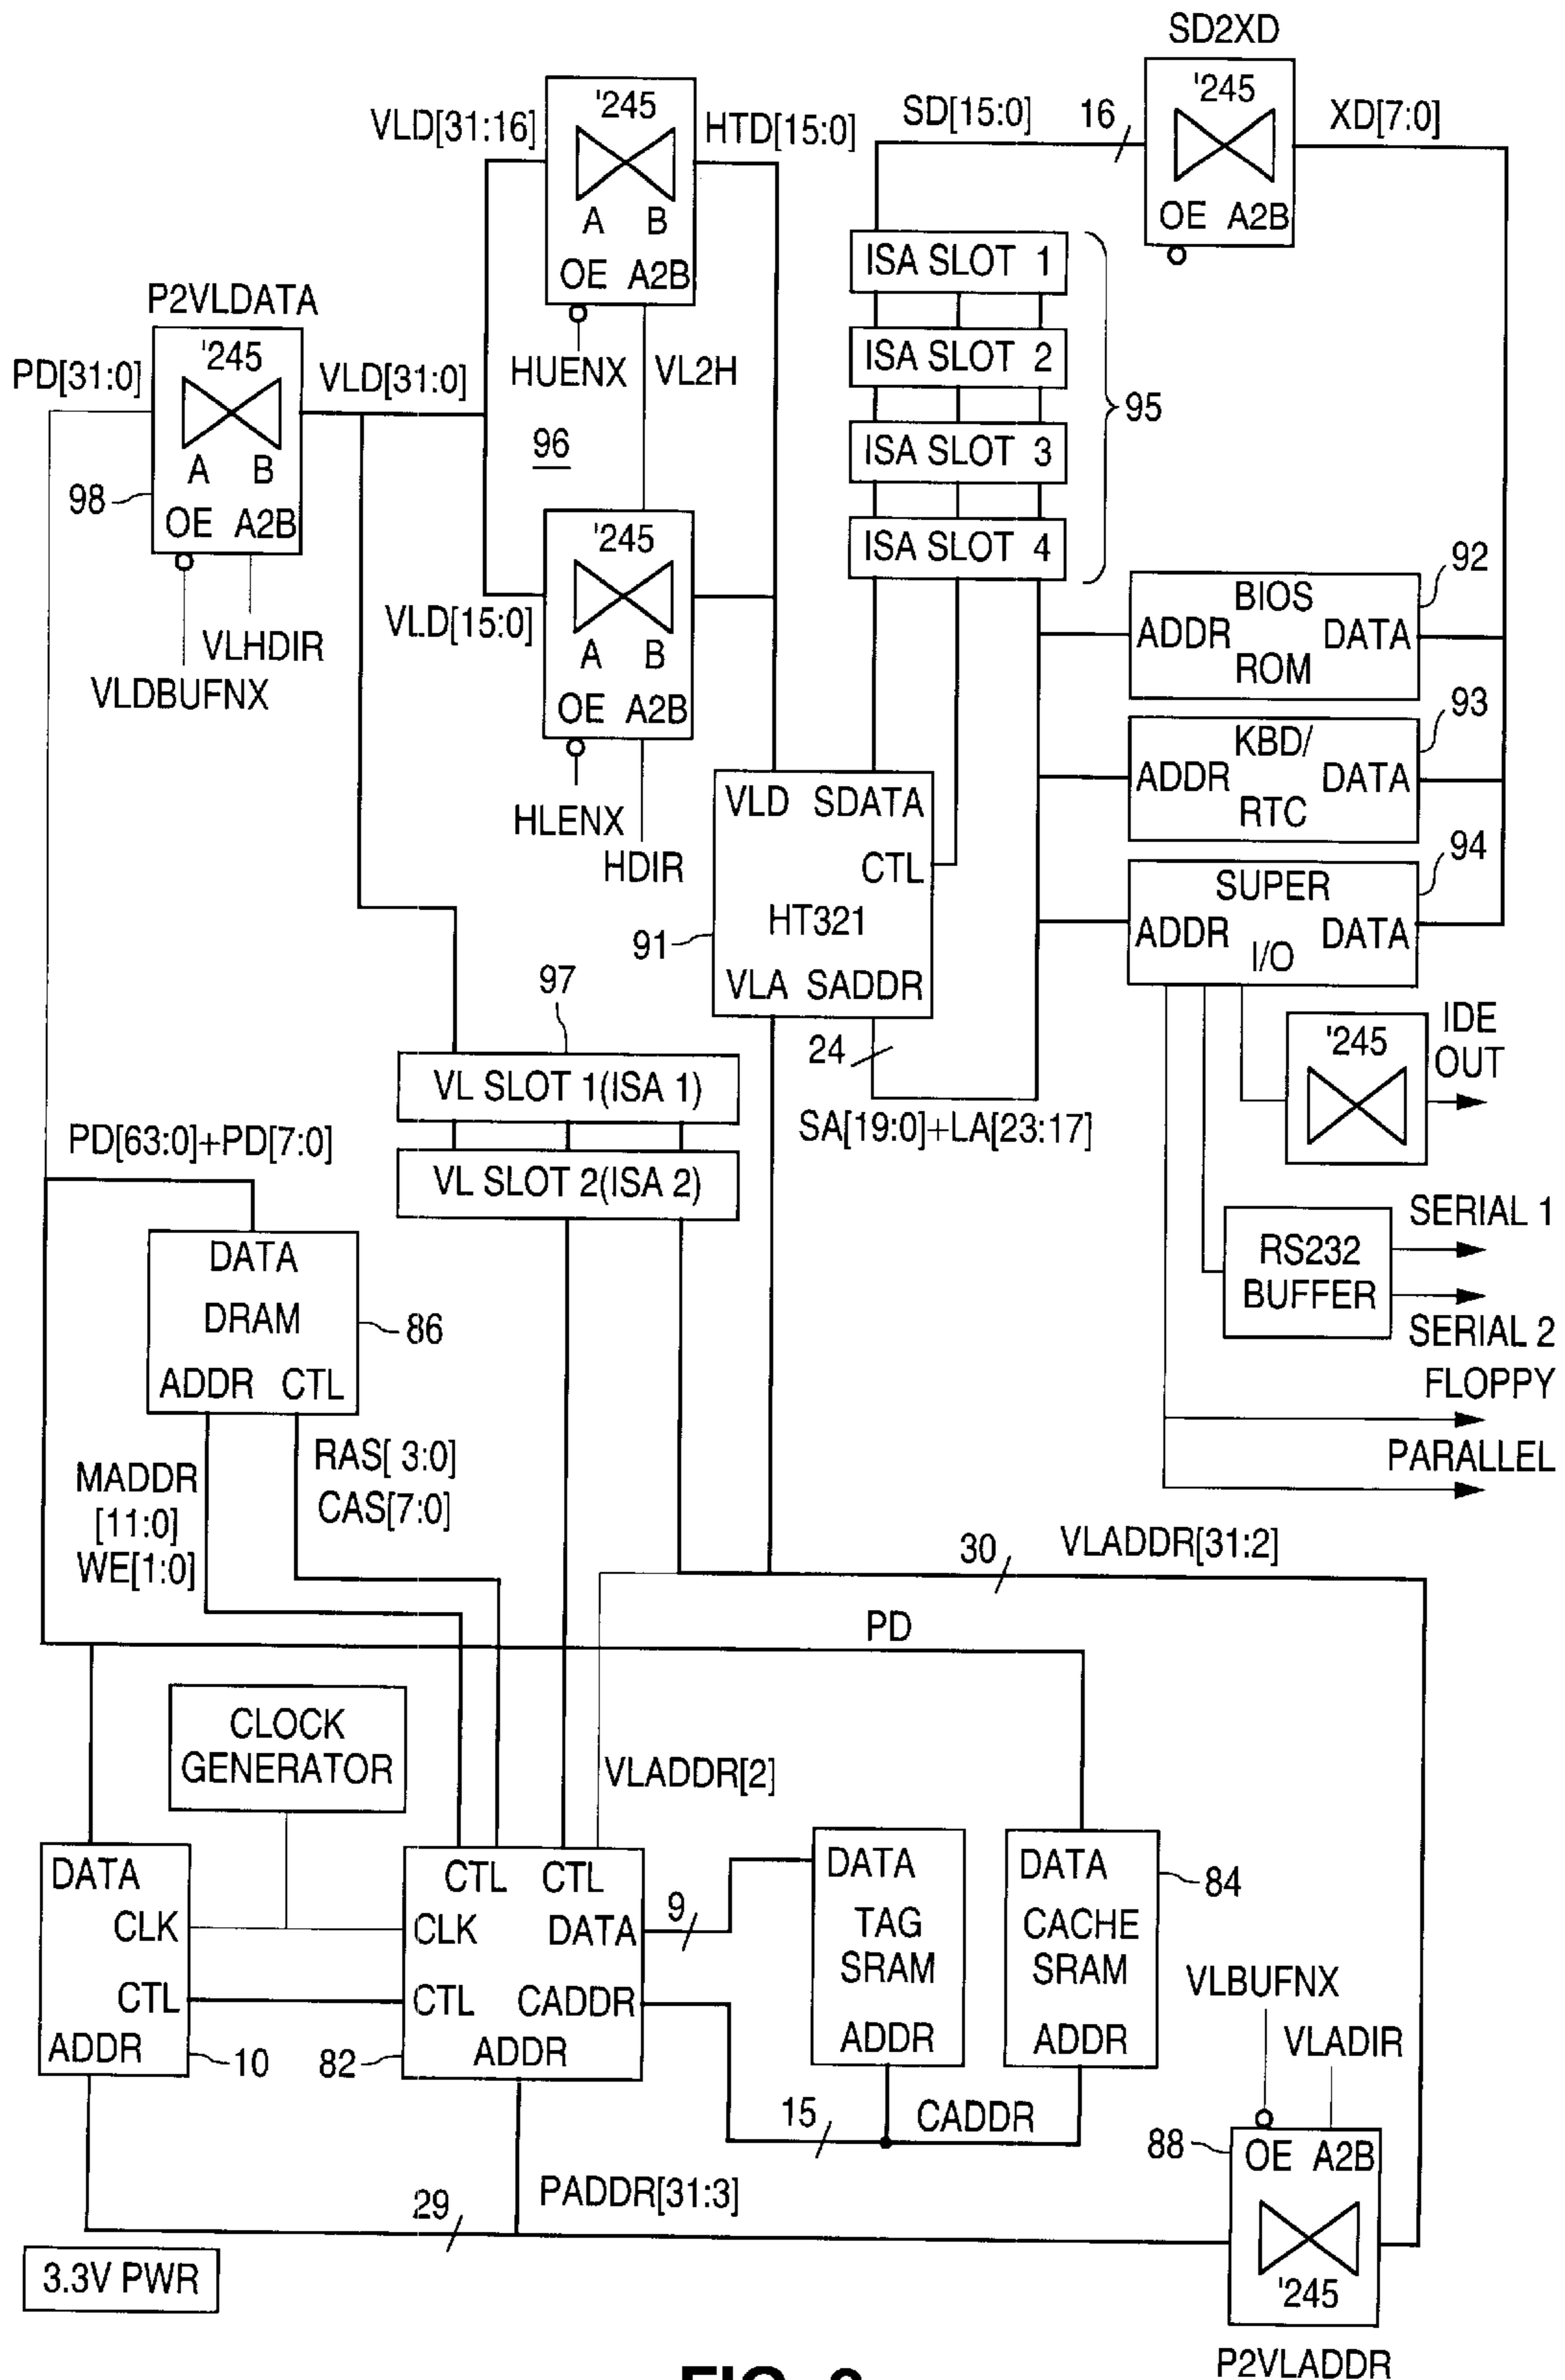 SD2XD
'245
OE A2B
SD[15:0]
16
XD[7:0]
VLD[31:16]
'245
A B
OE A2B
HTD[15:0]
HUENX
VL2H
96
P2VLDATA
'245
A B
OE A2B
PD[31:0]
VLD[31:0]
98
VLHDIR
VLDBUFNX
VLD[15:0]
'245
A B
OE A2B
HLENX
HDIR
ISA SLOT 1
ISA SLOT 2
ISA SLOT 3
ISA SLOT 4
95
BIOS
ADDR DATA
ROM
92
KBD/
ADDR DATA
RTC
93
SUPER
ADDR DATA
I/O
94
VLD SDATA
CTL
HT321
VLA SADDR
91
24
SA[19:0]+LA[23:17]
'245
IDE
OUT
RS232
BUFFER
SERIAL 1
SERIAL 2
FLOPPY
PARALLEL
97
VL SLOT 1(ISA 1)
VL SLOT 2(ISA 2)
PD[63:0]+PD[7:0]
DATA
DRAM
ADDR CTL
86
MADDR
[11:0]
WE[1:0]
RAS[ 3:0]
CAS[7:0]
30
VLADDR[31:2]
PD
CLOCK
GENERATOR
VLADDR[2]
DATA
CLK
CTL
ADDR
10
CTL CTL
CLK DATA
CTL CADDR
ADDR
82
9
DATA
TAG
SRAM
ADDR
DATA
CACHE
SRAM
ADDR
84
15
CADDR
VLBUFNX
VLADIR
88
OE A2B
'245
P2VLADDR
29
PADDR[31:3]
3.3V PWR